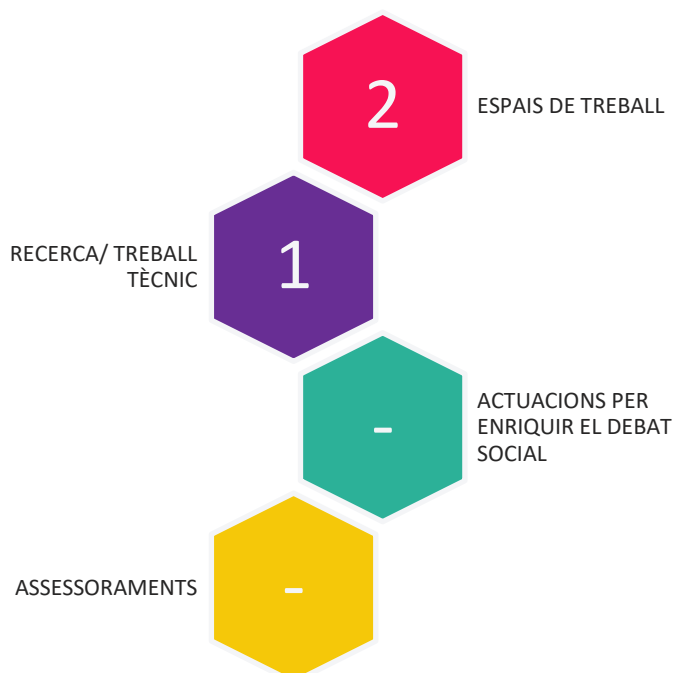 2
ESPAIS DE TREBALL
RECERCA/ TREBALL
TÈCNIC
1
-
ACTUACIONS PER
ENRIQUIR EL DEBAT
SOCIAL
ASSESSORAMENTS
-